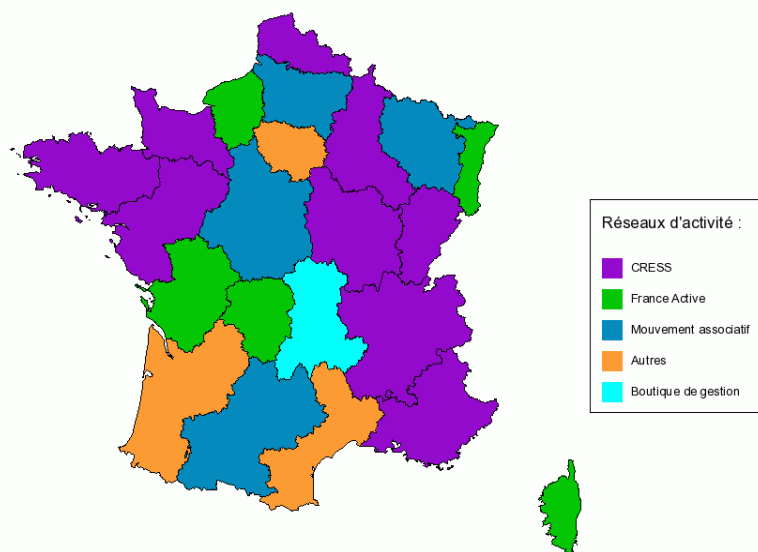 Réseaux d'activité :
CRESS
France Active
Mouvement associatif
Autres
Boutique de gestion